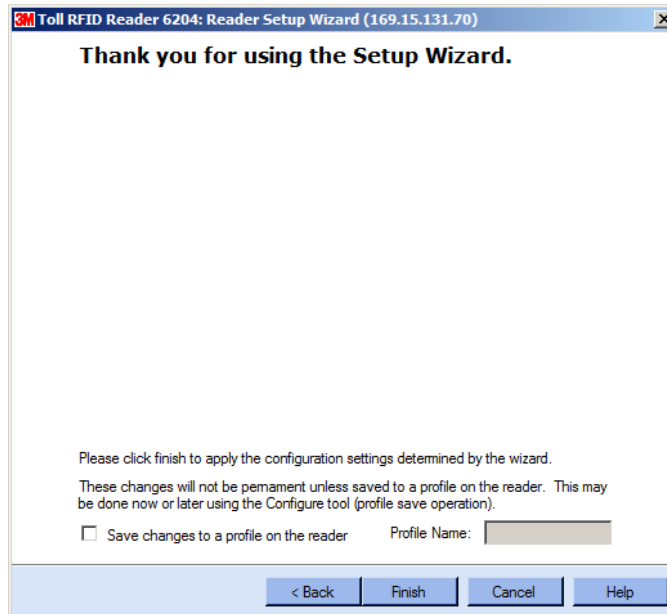 3M Toll RFID Reader 6204: Reader Setup Wizard (169.15.131.70)
Thank you for using the Setup Wizard.
Please click finish to apply the configuration settings determined by the wizard.
These changes will not be pemament unless saved to a profile on the reader. This may
be done now or later using the Configure tool (profile save operation).
Save changes to a profile on the reader Profile Name:
< Back Finish Cancel Help